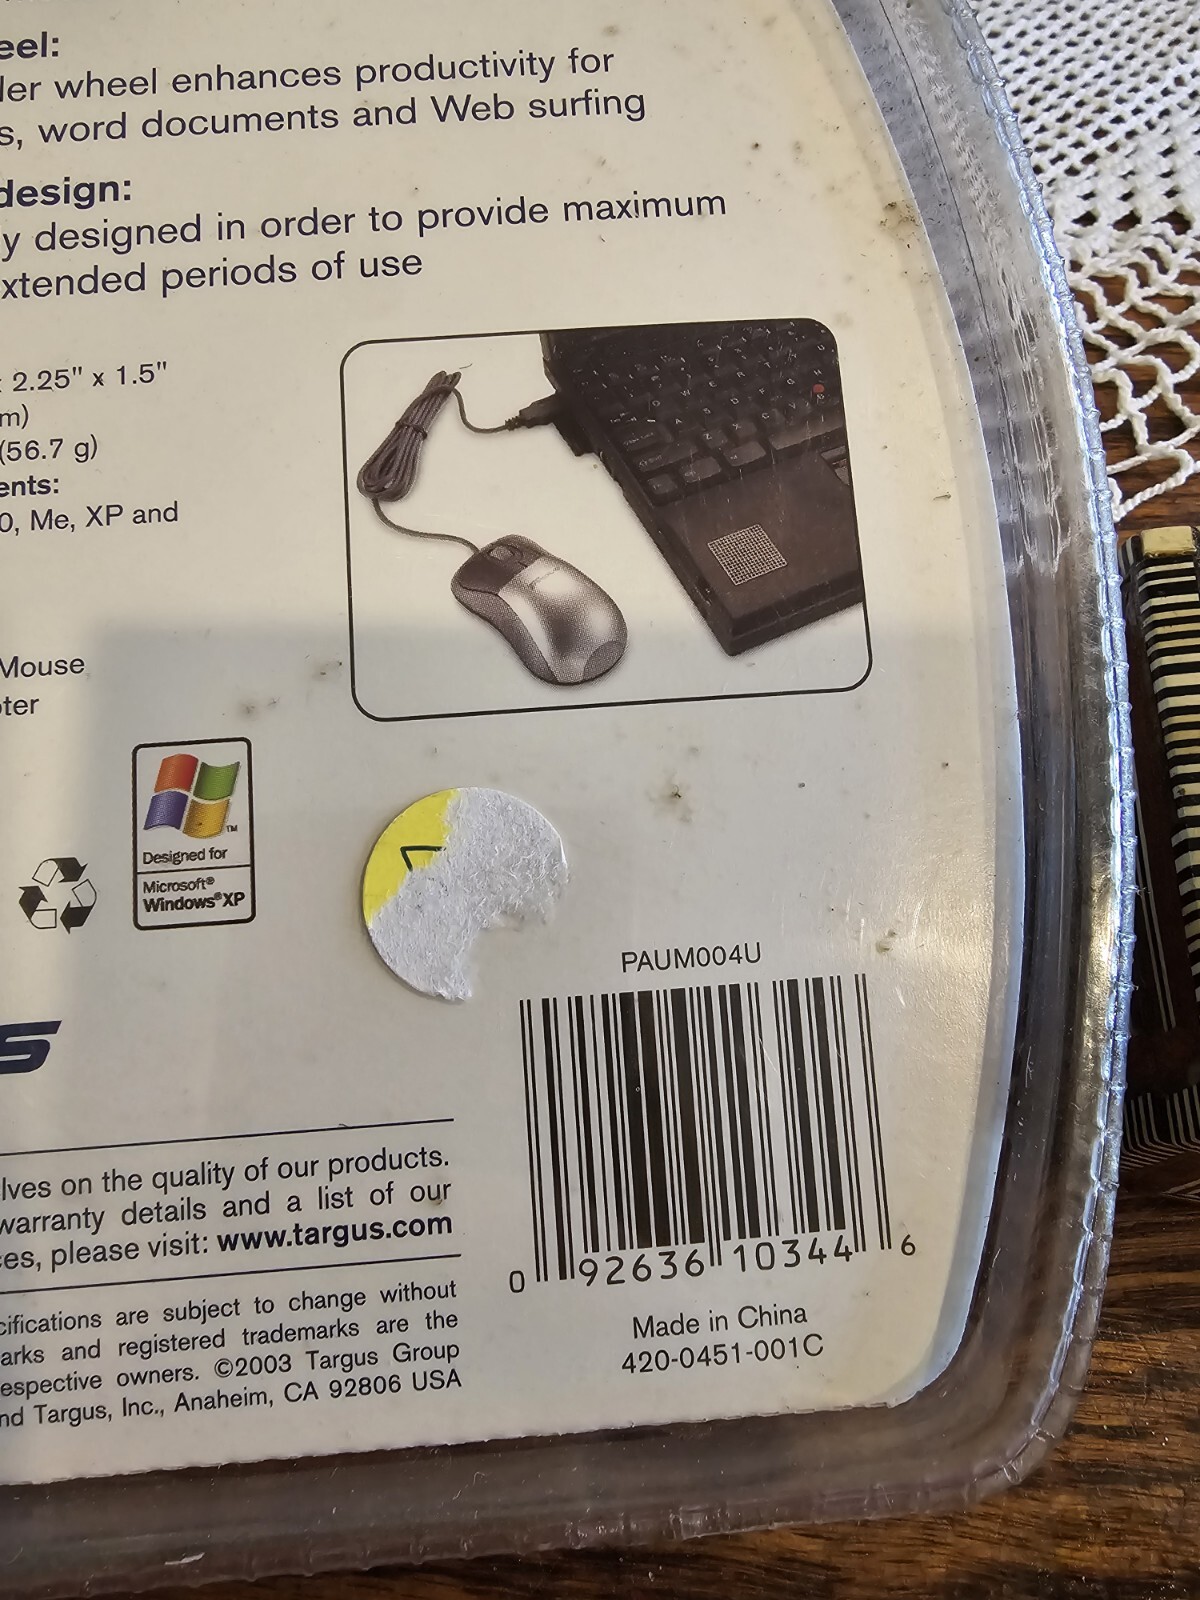 eel:
ler wheel enhances productivity for
s, word documents and Web surfing
design:
y designed in order to provide maximum
xtended periods of use
2.25" x 1.5"
m)
(56.7 g)
ents:
0, Me, XP and
Mouse
ter
TM
Designed for
Microsoft®
Windows®XP
PAUM004U
S
lves on the quality of our products.
warranty details and a list of our
ces, please visit: www.targus.com
0 92636 10344 6
Made in China
420-0451-001C
cifications are subject to change without
arks and registered trademarks are the
espective owners. ©2003 Targus Group
nd Targus, Inc., Anaheim, CA 92806 USA